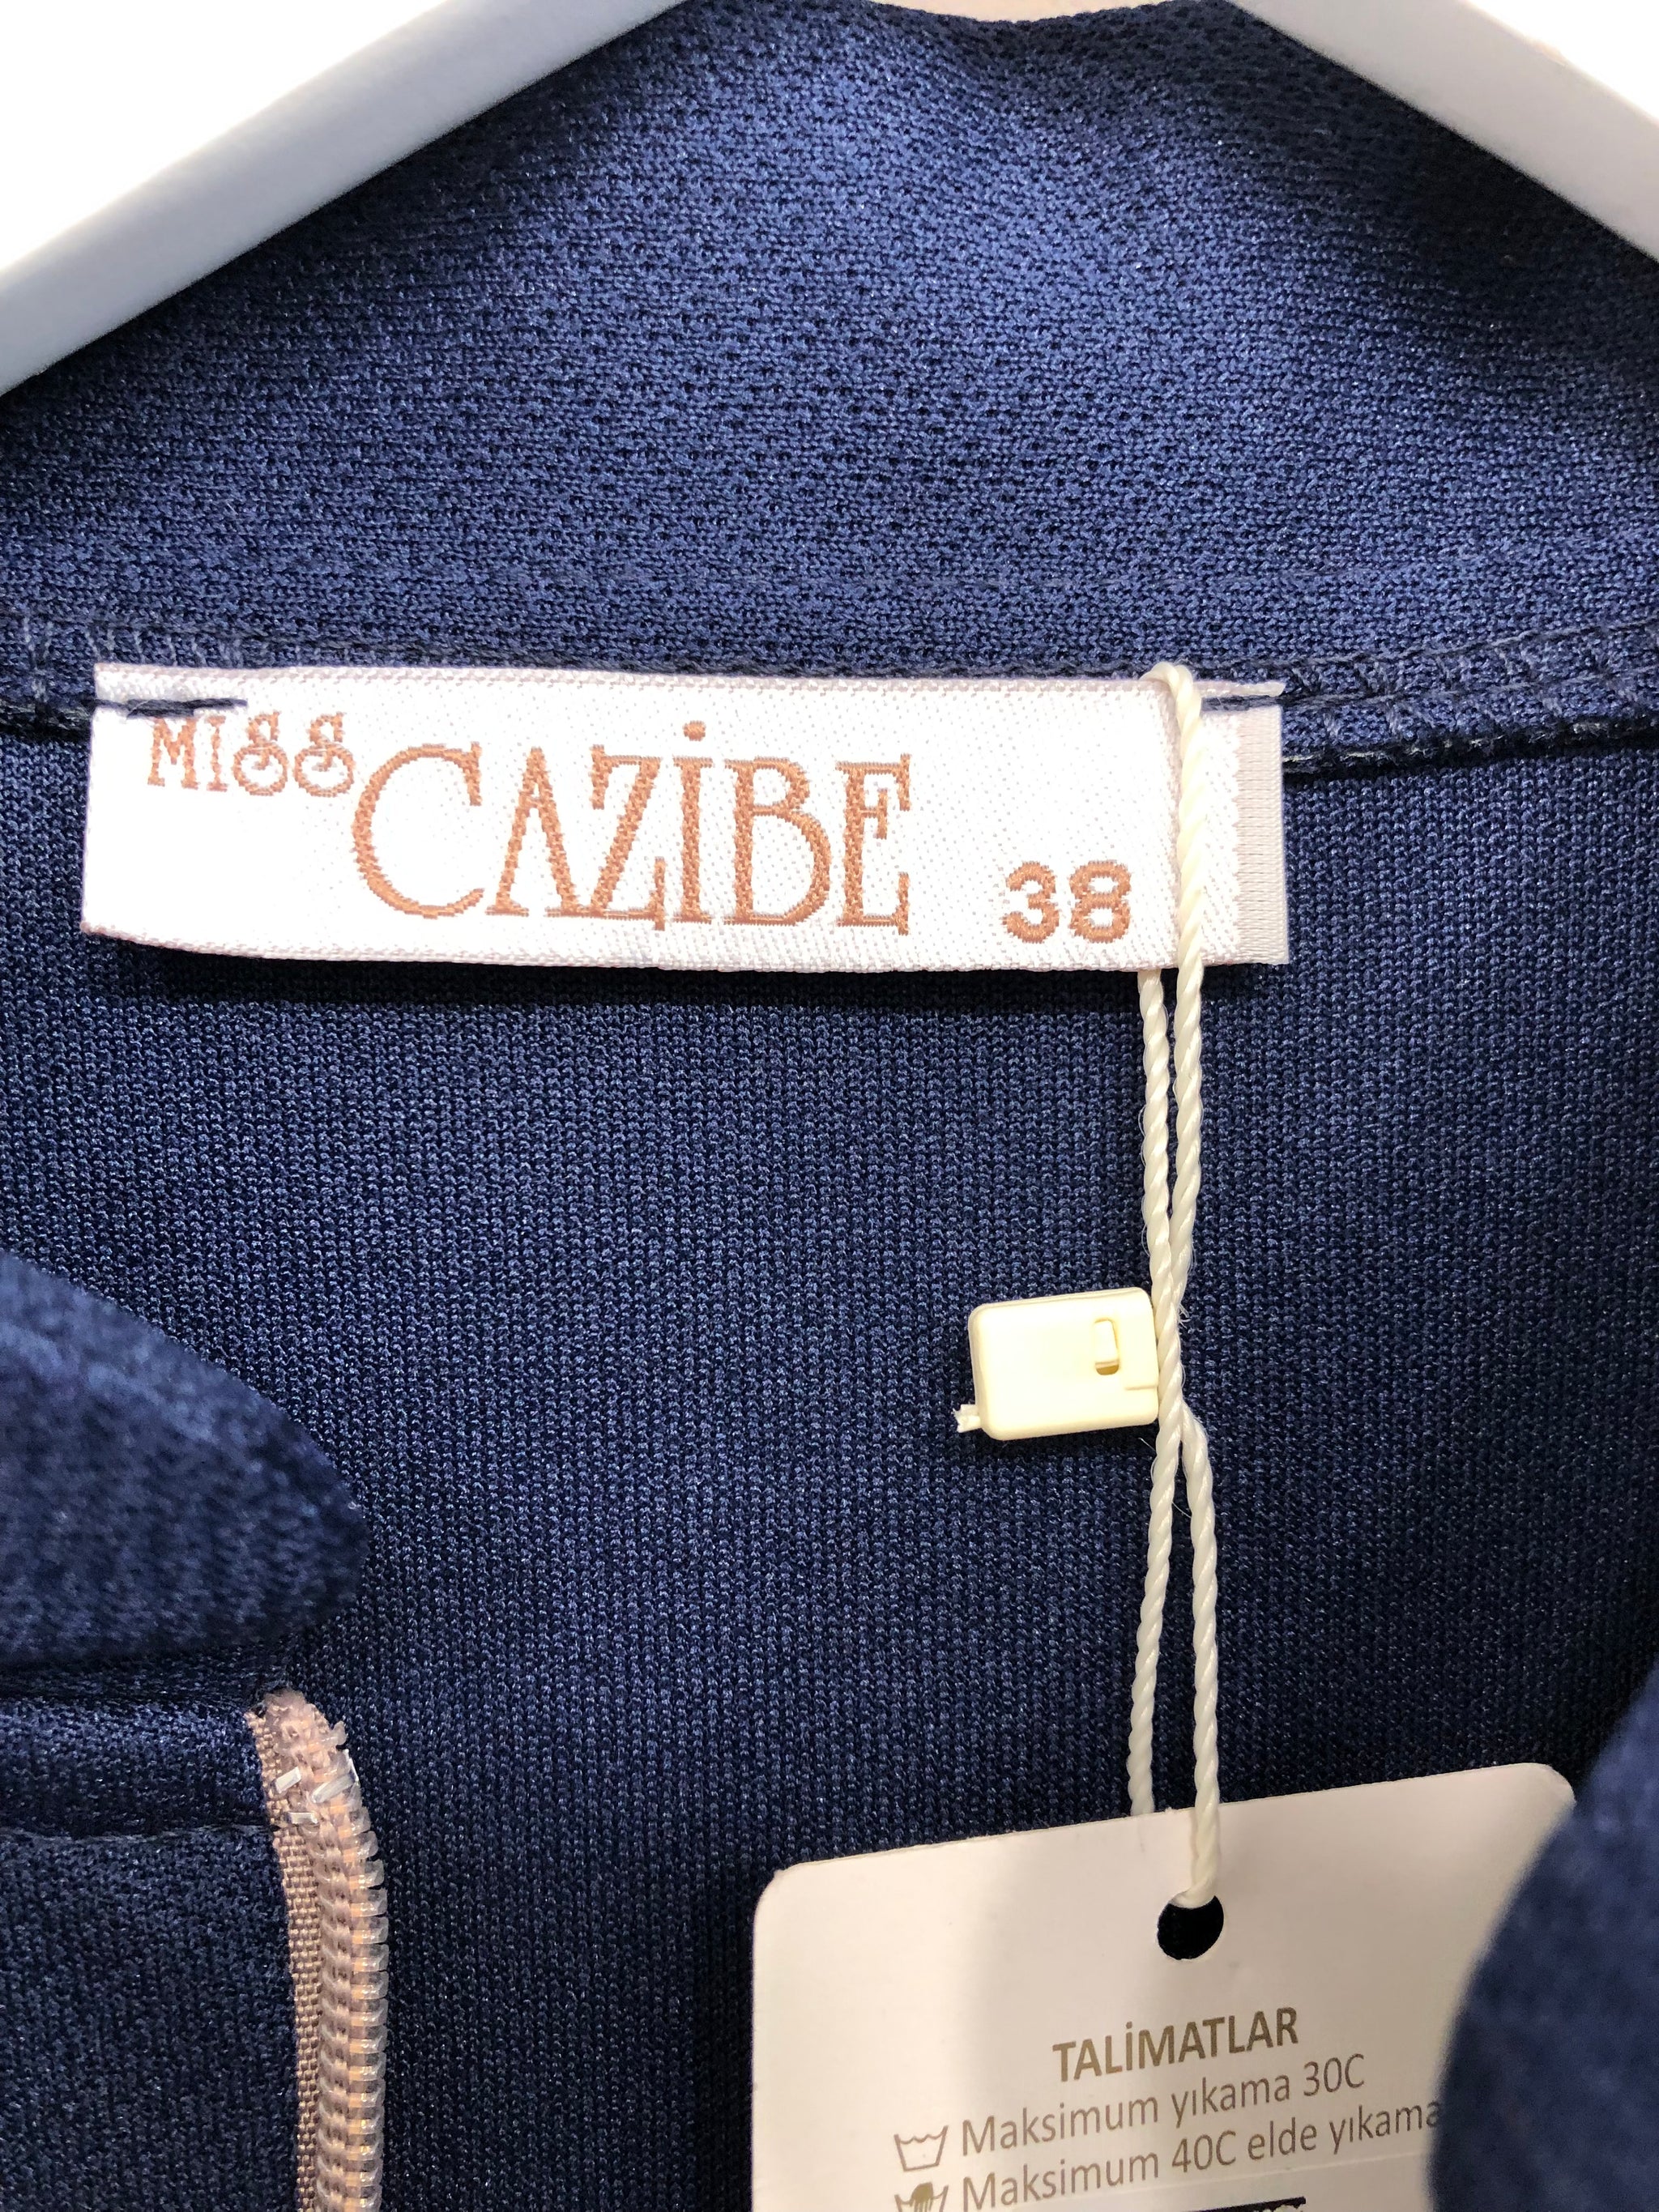 MISS CAZİBE 38
TALİMATLAR
Maksimum yıkama 30C
Maksimum 40C elde yıkama